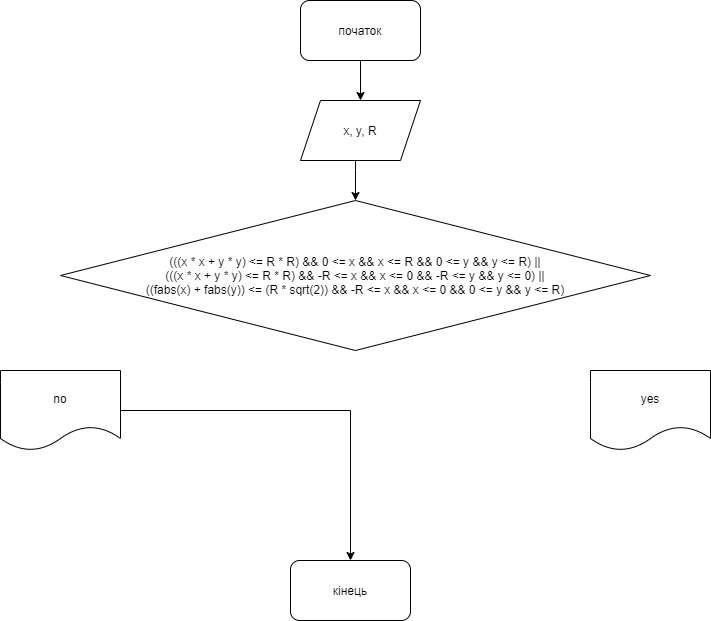 початок
x, y, R
(((x * x + y * y) <= R * R) && 0 <= x && x <= R && 0 <= y && y <= R) ||
(((x * x + y * y) <= R * R) && -R <= x && x <= 0 && -R <= y && y <= 0) ||
((fabs(x) + fabs(y)) <= (R * sqrt(2)) && -R <= x && x <= 0 && 0 <= y && y <= R)
no
yes
кінець